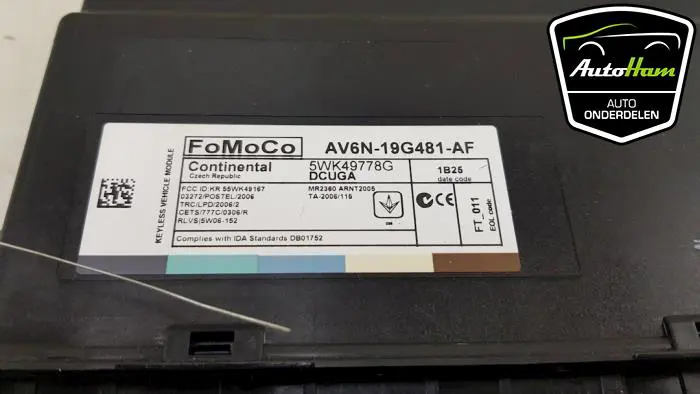 AutoHam
AUTO
ONDERDELEN
KEYLESS VEHICLE MODULE
FoMoCo
AV6N-19G481-AF
Continental
Czech Republic
5WK49778G
DCUGA
1B25
date code
FCC ID:KR 55WK49167
03272/POSTEL/2006
TRC/LPD/2006/2
CETS/777C/0306/R
RLVS|5W06-152
MR2360 ARNT2005
TA-2006/115
CE
FT_011
EOL code
Complies with IDA Standards DB01752